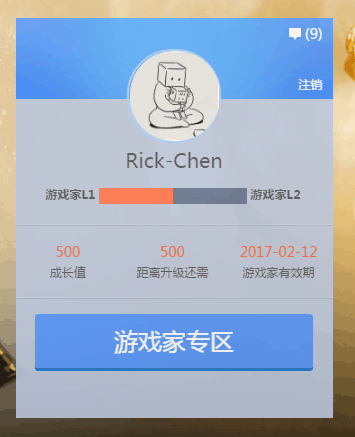 (9)
注销
Rick-Chen
游戏家L1 游戏家L2
500 500 2017-02-12
成长值 距离升级还需 游戏家有效期
游戏家专区